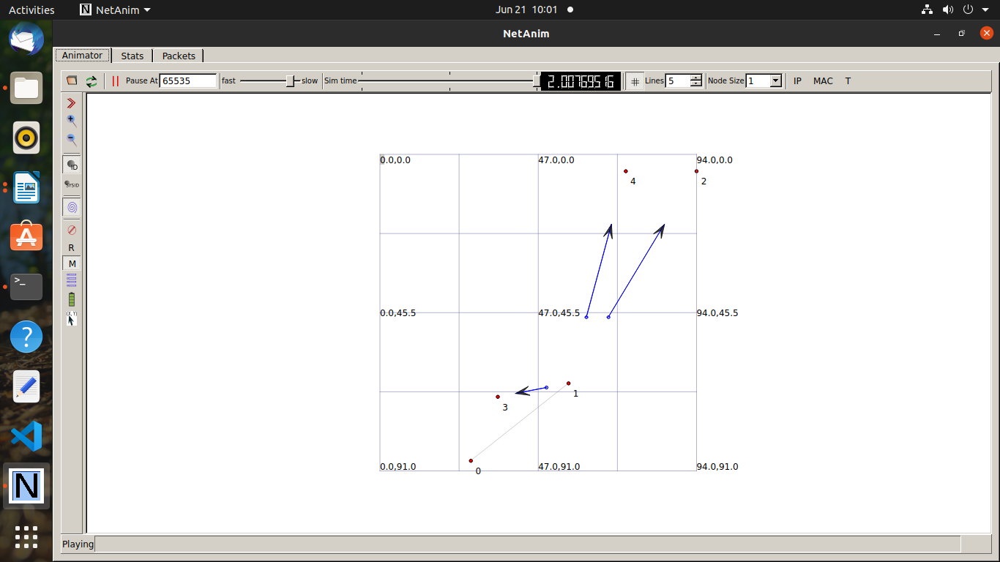 Activities NetAnim Jun 21 10:01
NetAnim
Animator Stats Packets
Pause At 65535 fast slow Sim time 2.00769516 Lines 5 Node Size 1 IP MAC T
ID
SYSID
R
M
0.0,0.0 47.0,0.0 94.0,0.0
4 2
0.0,45.5 47.0,45.5 94.0,45.5
1
3
0.0,91.0 47.0,91.0 94.0,91.0
0
>_
?
N
Playing